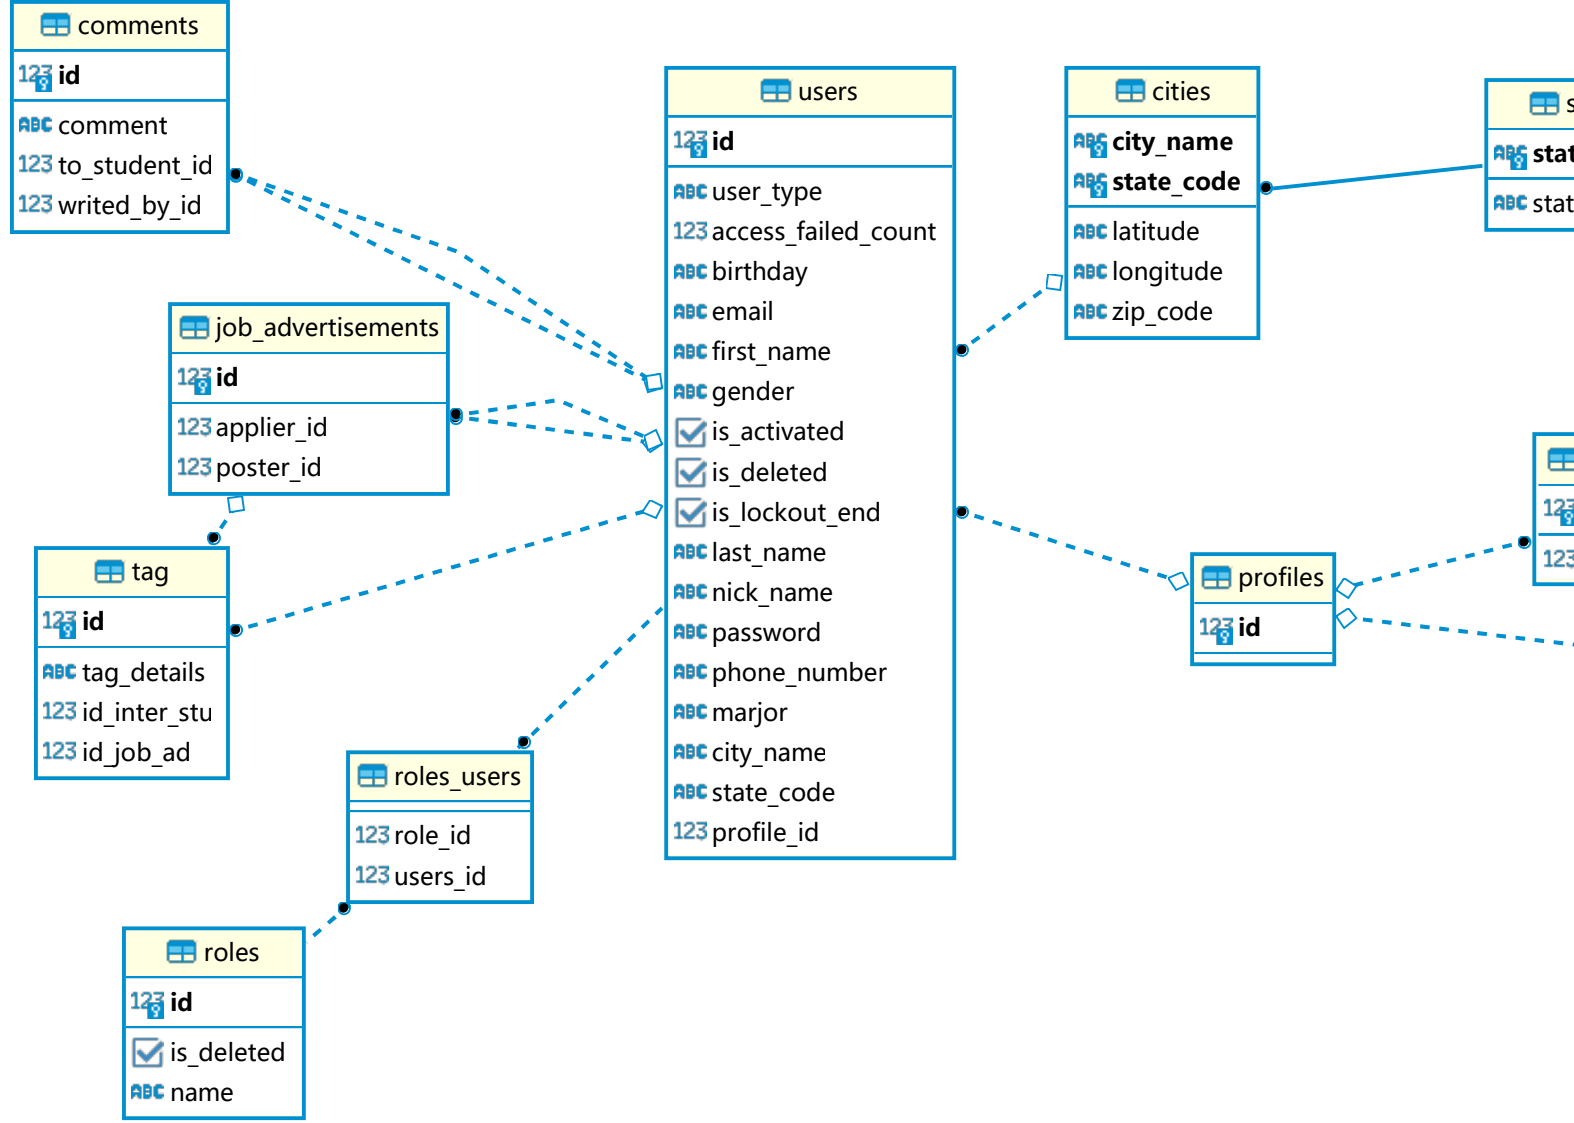 comments
id
comment
to_student_id
writed_by_id
job_advertisements
id
applier_id
poster_id
tag
id
tag_details
id_inter_stu
id_job_ad
roles_users
role_id
users_id
roles
id
is_deleted
name
users
id
user_type
access_failed_count
birthday
email
first_name
gender
is_activated
is_deleted
is_lockout_end
last_name
nick_name
password
phone_number
marjor
city_name
state_code
profile_id
cities
city_name
state_code
latitude
longitude
zip_code
profiles
id